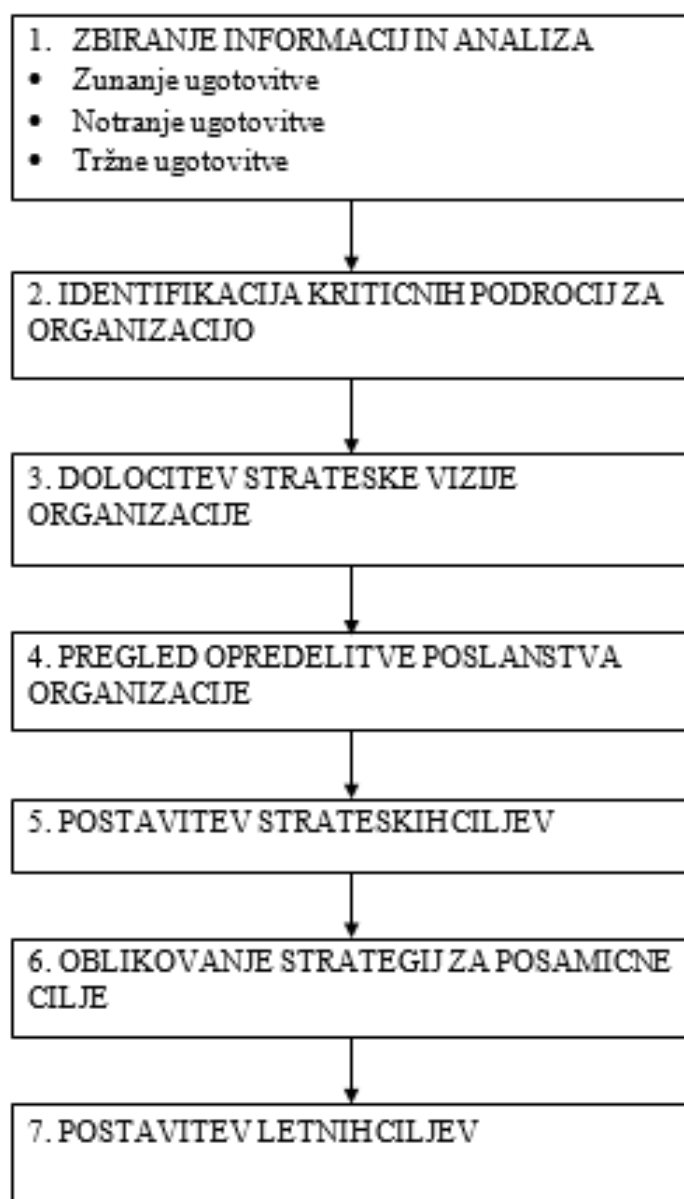 1. ZBIRANJE INFORMACIJ IN ANALIZA
• Zunanje ugotovitve
• Notranje ugotovitve
• Tržne ugotovitve
2. IDENTIFIKACIJA KRITICNIH PODROCIJ ZA
ORGANIZACIJO
3. DOLOCITEV STRATESKE VIZIJE
ORGANIZACIJE
4. PREGLED OPREDELITVE POSLANSTVA
ORGANIZACIJE
5. POSTAVITEV STRATESKIH CILJEV
6. OBLIKOVANJE STRATEGIJ ZA POSAMICNE
CILJE
7. POSTAVITEV LETNIH CILJEV